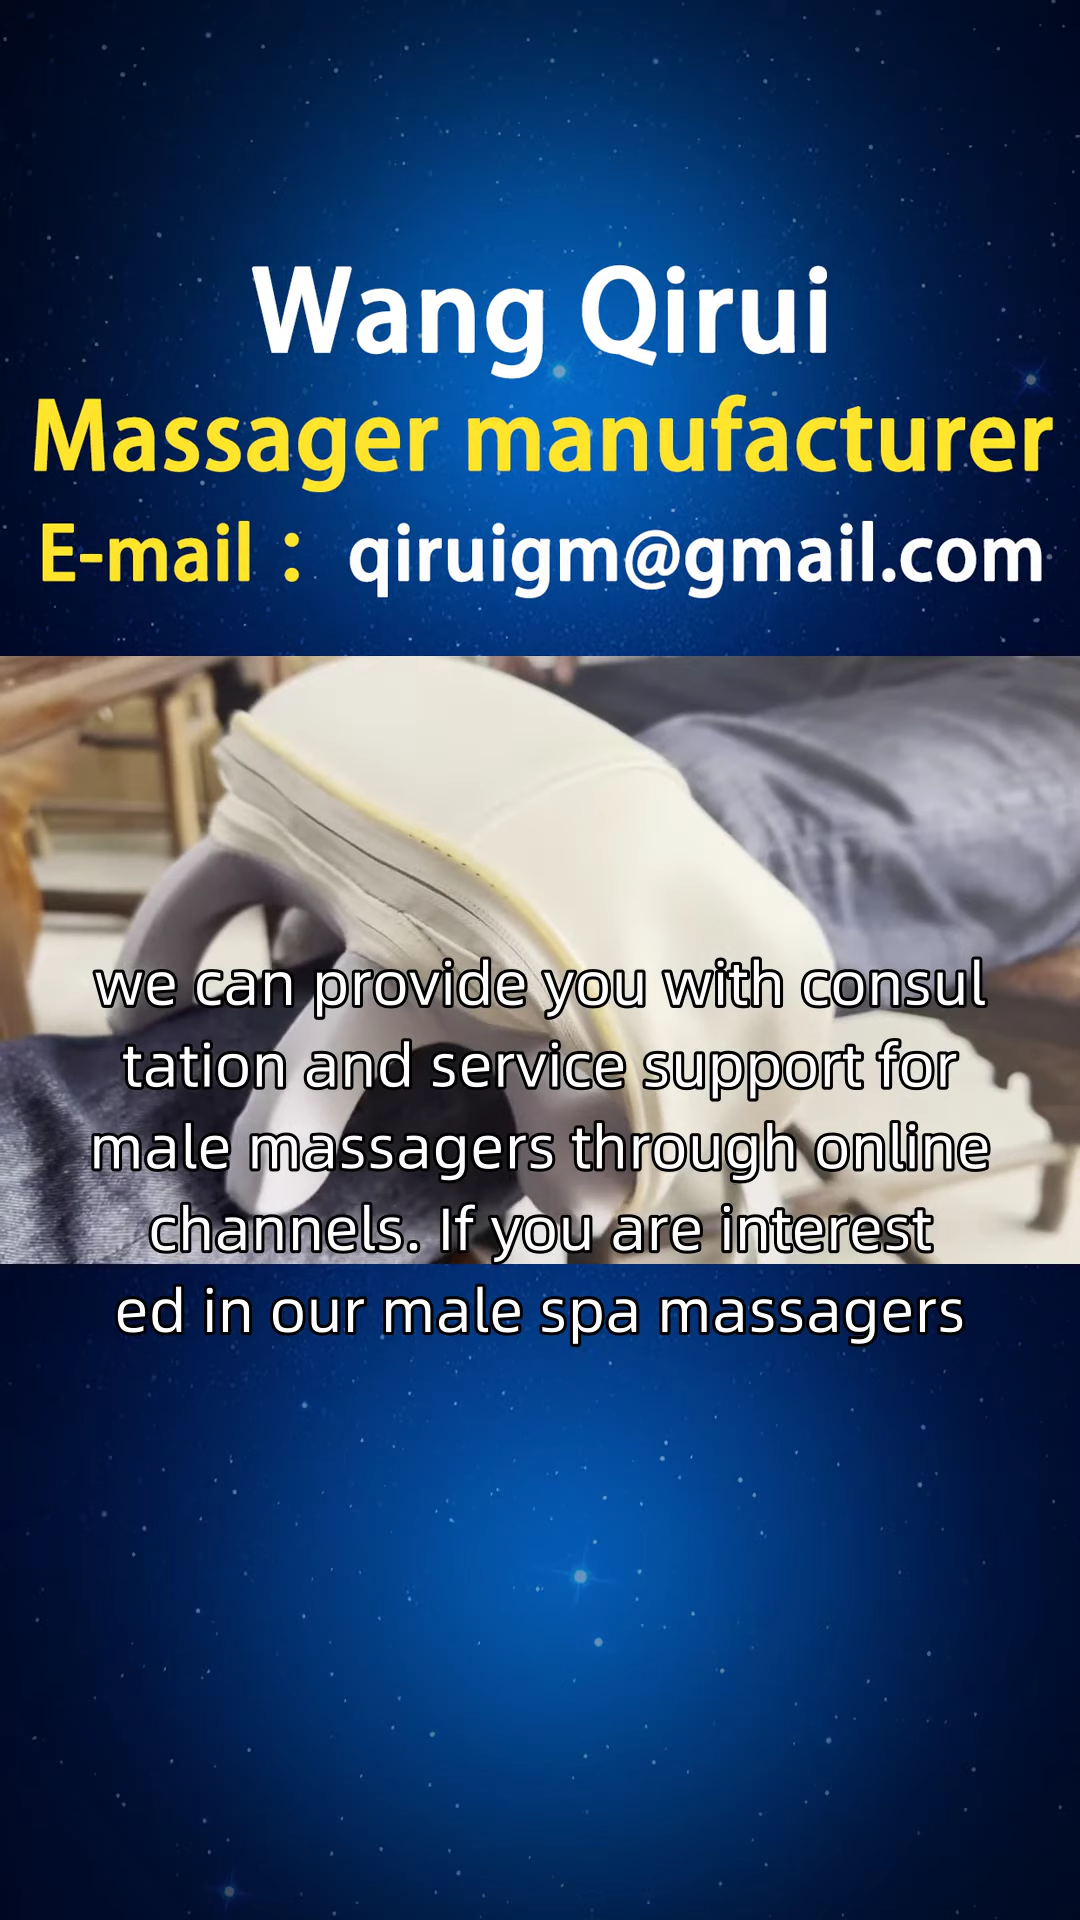 Wang Qirui
Massager manufacturer
E-mail： qiruigm@gmail.com
we can provide you with consul
tation and service support for
male massagers through online
channels. If you are interest
ed in our male spa massagers